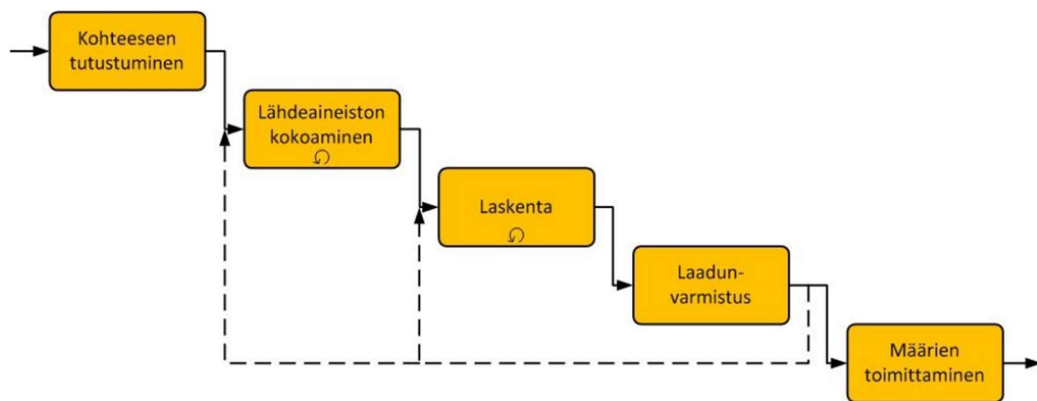 Kohteeseen
tutustuminen
Lähdeaineiston
kokoaminen
Laskenta
Laadun-
varmistus
Määrien
toimittaminen